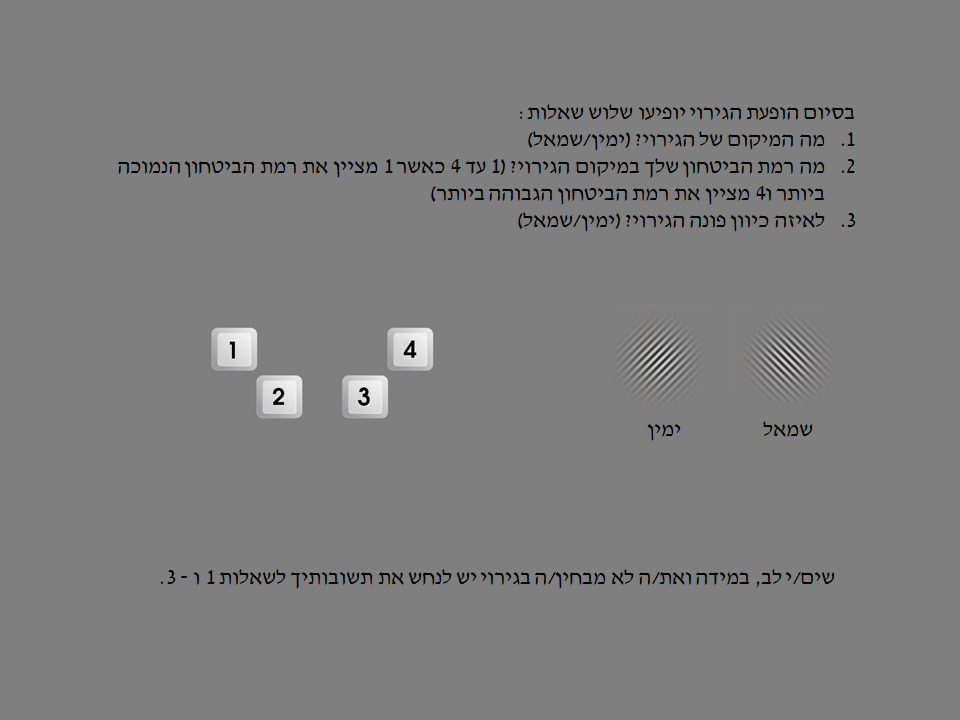 בסיום הופעת הגירוי יופיעו שלוש שאלות:
1. מה המיקום של הגירוי? (ימין/שמאל)
2. מה רמת הביטחון שלך במיקום הגירוי? (1 עד 4 כאשר 1 מציין את רמת הביטחון הנמוכה
ביותר ו4 מציין את רמת הביטחון הגבוהה ביותר)
3. לאיזה כיוון פונה הגירוי? (ימין/שמאל)
1
4
2
3
ימין
שמאל
שים/י לב, במידה ואת/ה לא מבחין/ה בגירוי יש לנחש את תשובותיך לשאלות 1 ו - 3.